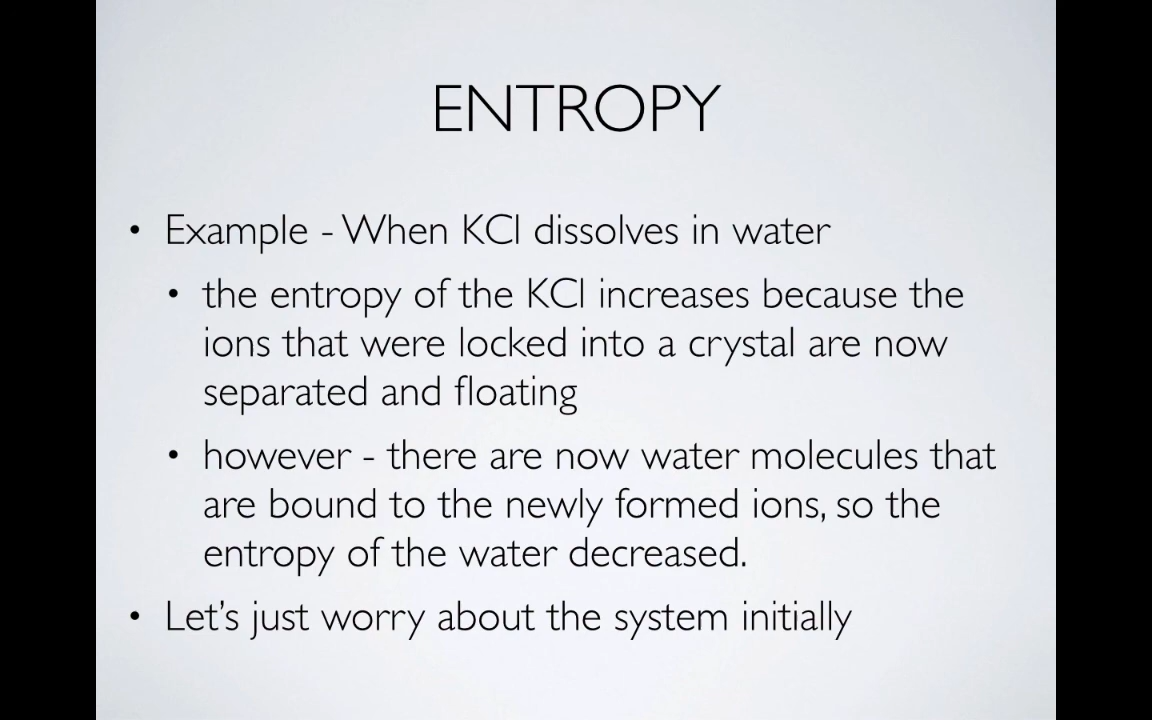 ENTROPY
• Example - When KCl dissolves in water
• the entropy of the KCl increases because the
ions that were locked into a crystal are now
separated and floating
• however - there are now water molecules that
are bound to the newly formed ions, so the
entropy of the water decreased.
• Let's just worry about the system initially